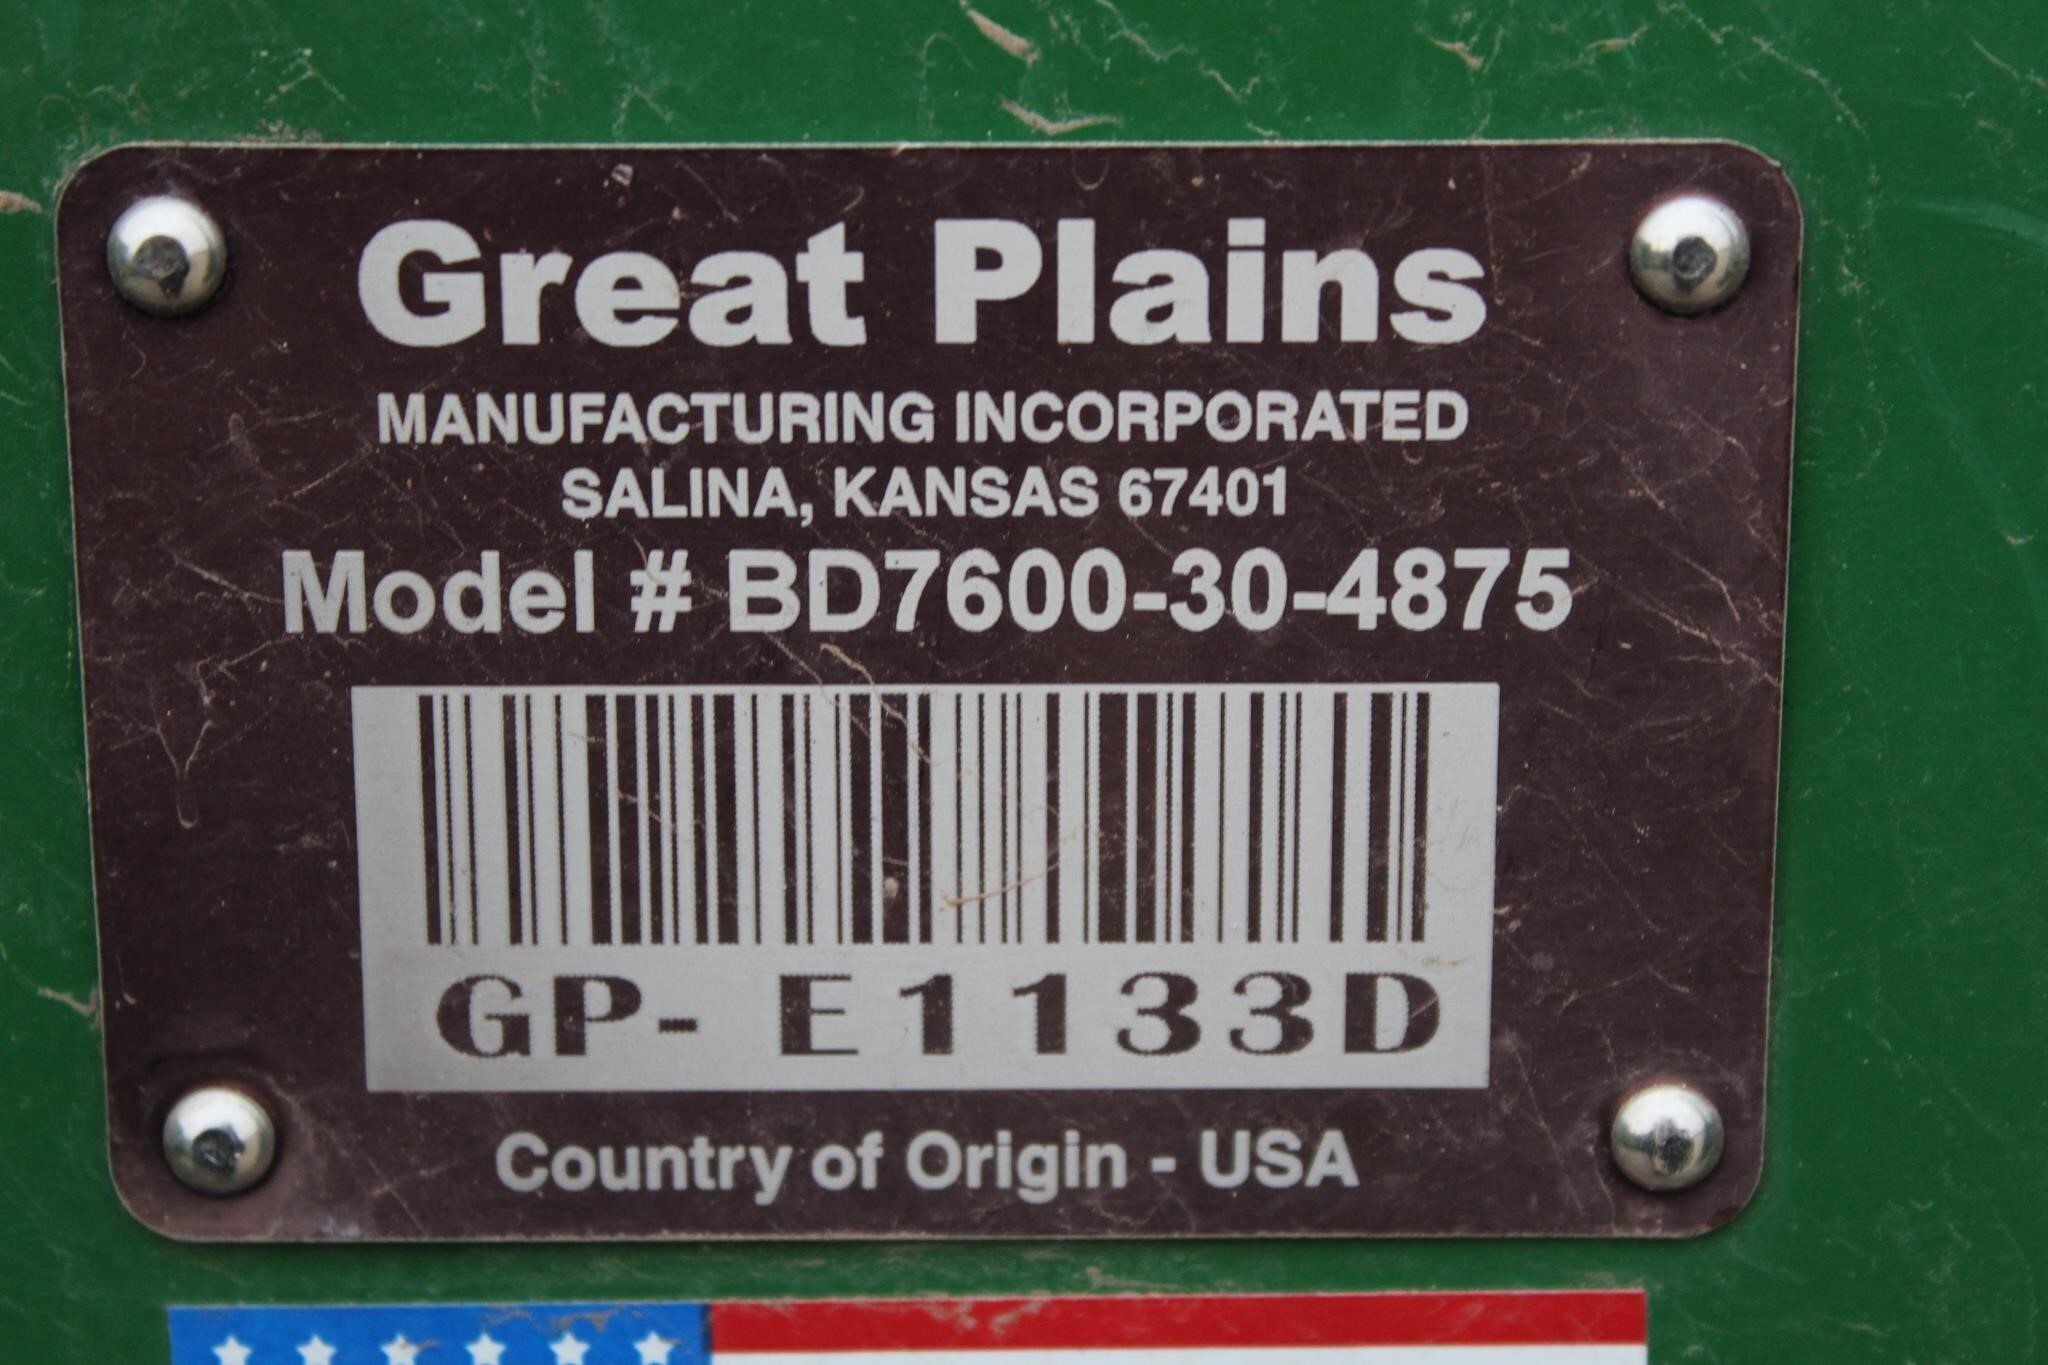 Great Plains
MANUFACTURING INCORPORATED
SALINA, KANSAS 67401
Model # BD7600-30-4875
GP- E1133D
Country of Origin - USA